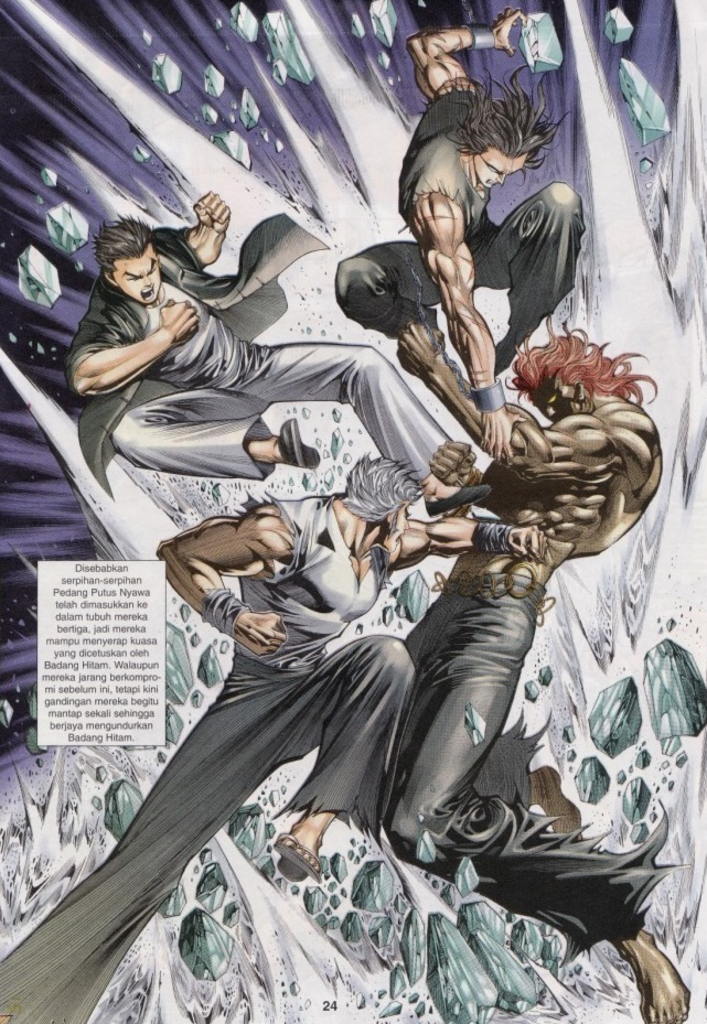 Disebabkan
serpihan-serpihan
Pedang Putus Nyawa
telah dimasukkan ke
dalam tubuh mereka
bertiga, jadi mereka
mampu menyerap kuasa
yang dicetuskan oleh
Badang Hitam. Walaupun
mereka jarang berkompro-
mi sebelum ini, tetapi kini
gandingan mereka begitu
mantap sekali sehingga
berjaya mengundurkan
Badang Hitam.
24